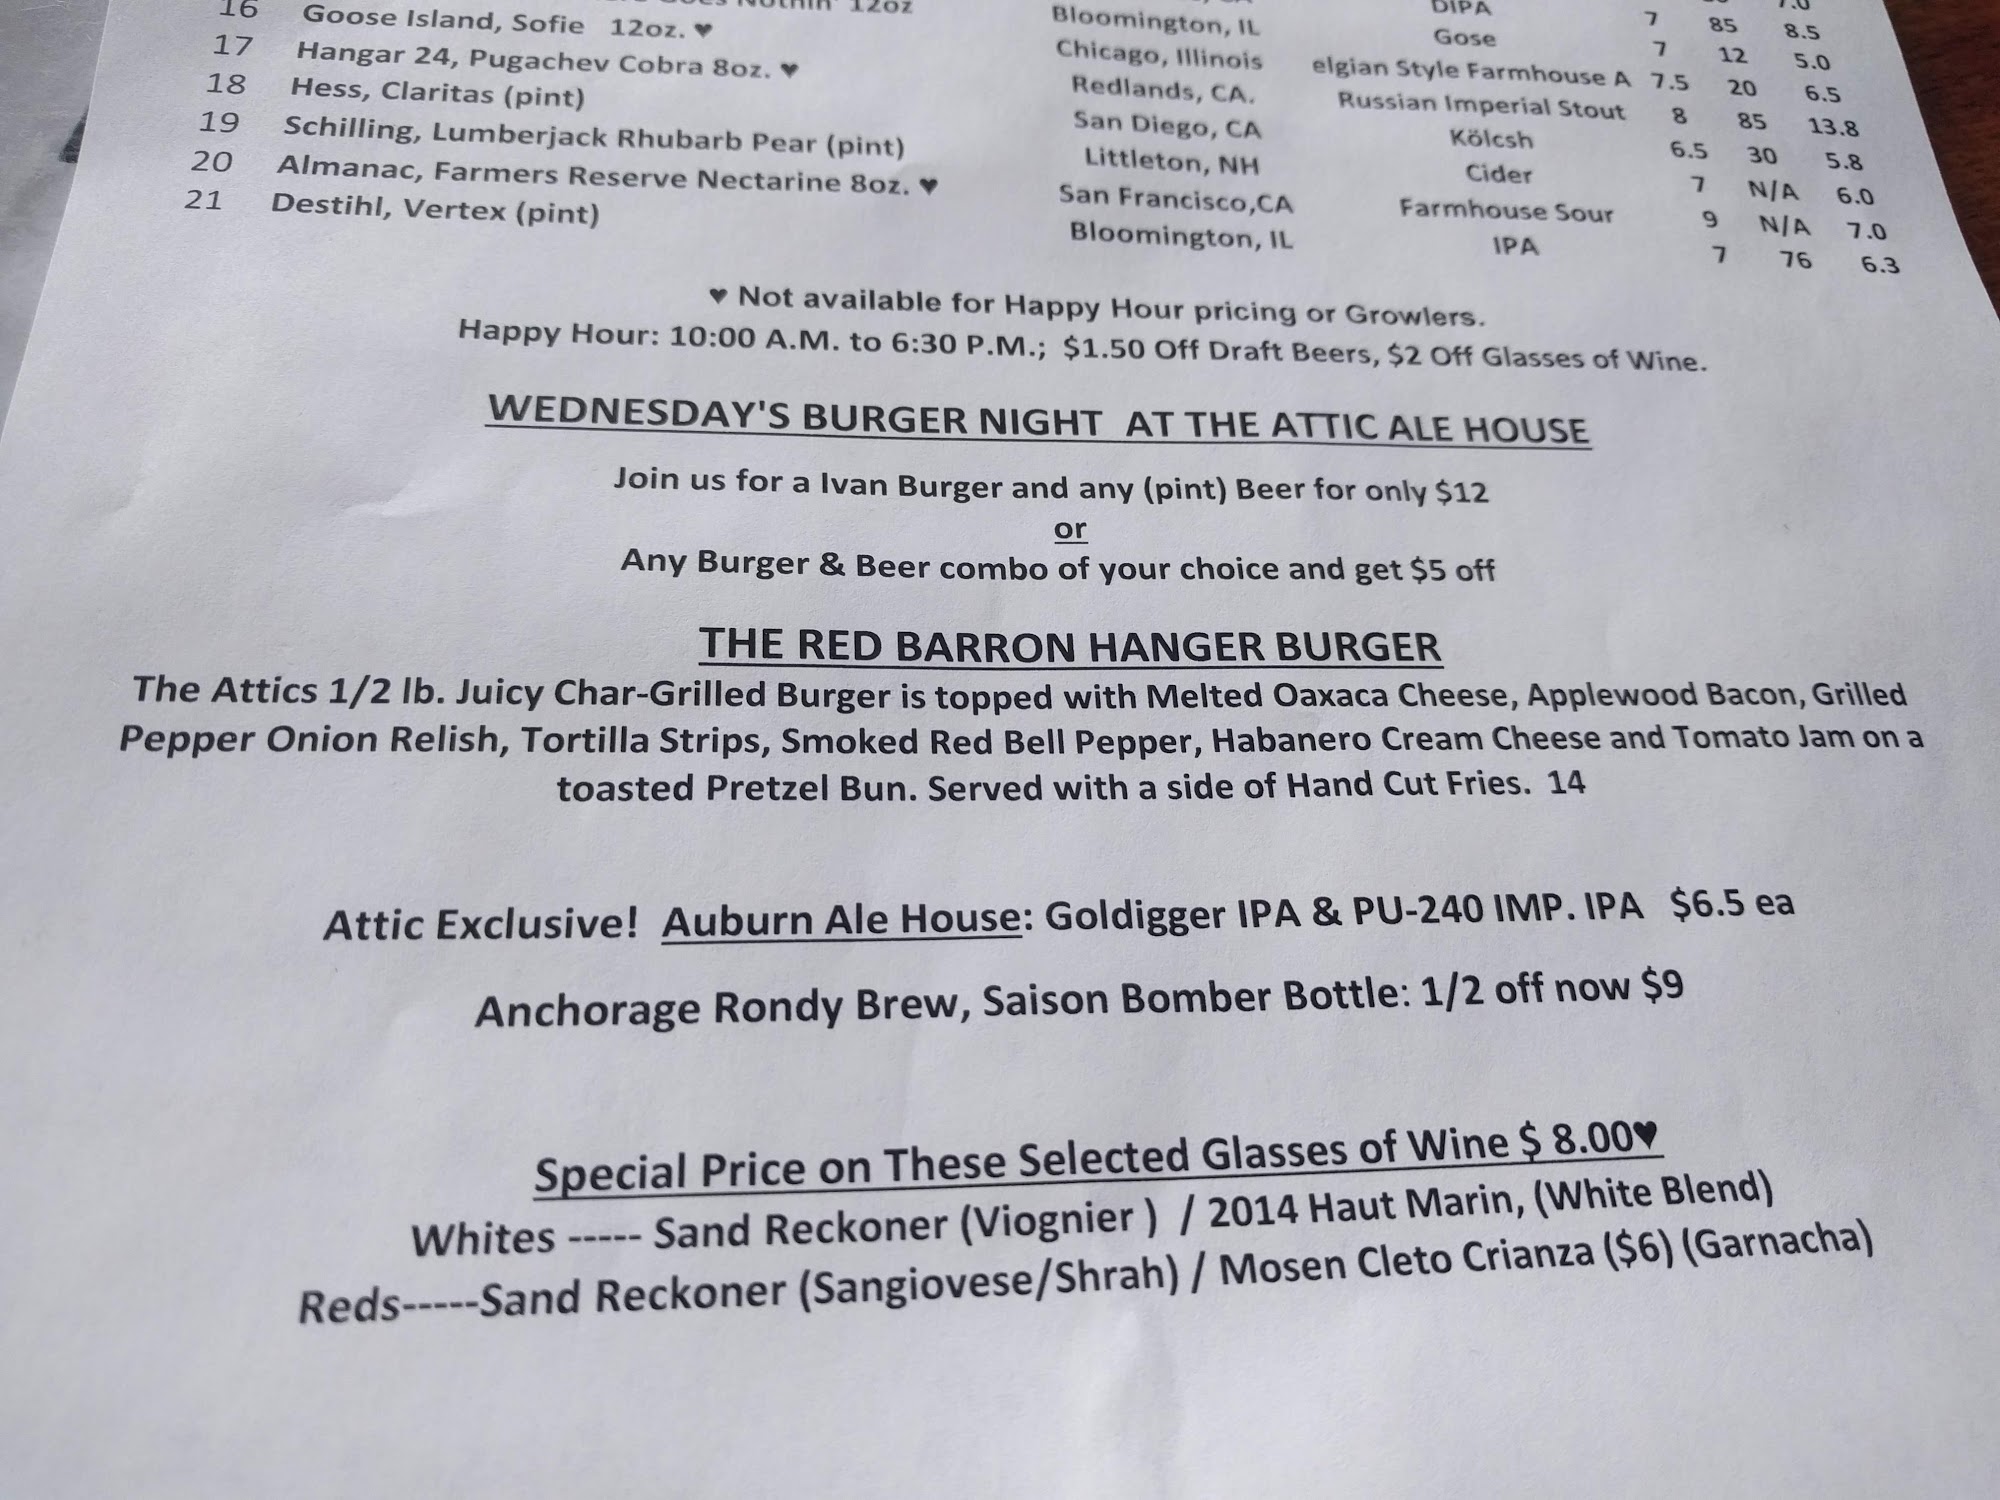 Nothin' 12oz DIPA 7 85 8.5
16 Goose Island, Sofie 12oz. ♥ Bloomington, IL Gose 7 12 5.0
17 Hangar 24, Pugachev Cobra 8oz. ♥ Chicago, Illinois elgian Style Farmhouse A 7.5 20 6.5
18 Hess, Claritas (pint) Redlands, CA. Russian Imperial Stout 8 85 13.8
19 Schilling, Lumberjack Rhubarb Pear (pint) San Diego, CA Kölcsh 6.5 30 5.8
20 Almanac, Farmers Reserve Nectarine 8oz. ♥ Littleton, NH Cider 7 N/A 6.0
21 Destihl, Vertex (pint) San Francisco,CA Farmhouse Sour 9 N/A 7.0
Bloomington, IL IPA 7 76 6.3
♥ Not available for Happy Hour pricing or Growlers.
Happy Hour: 10:00 A.M. to 6:30 P.M.; $1.50 Off Draft Beers, $2 Off Glasses of Wine.
WEDNESDAY'S BURGER NIGHT AT THE ATTIC ALE HOUSE
Join us for a Ivan Burger and any (pint) Beer for only $12
or
Any Burger & Beer combo of your choice and get $5 off
THE RED BARRON HANGER BURGER
The Attics 1/2 lb. Juicy Char-Grilled Burger is topped with Melted Oaxaca Cheese, Applewood Bacon, Grilled
Pepper Onion Relish, Tortilla Strips, Smoked Red Bell Pepper, Habanero Cream Cheese and Tomato Jam on a
toasted Pretzel Bun. Served with a side of Hand Cut Fries. 14
Attic Exclusive! Auburn Ale House: Goldigger IPA & PU-240 IMP. IPA $6.5 ea
Anchorage Rondy Brew, Saison Bomber Bottle: 1/2 off now $9
Special Price on These Selected Glasses of Wine $ 8.00♥
Whites ----- Sand Reckoner (Viognier ) / 2014 Haut Marin, (White Blend)
Reds-----Sand Reckoner (Sangiovese/Shrah) / Mosen Cleto Crianza ($6) (Garnacha)